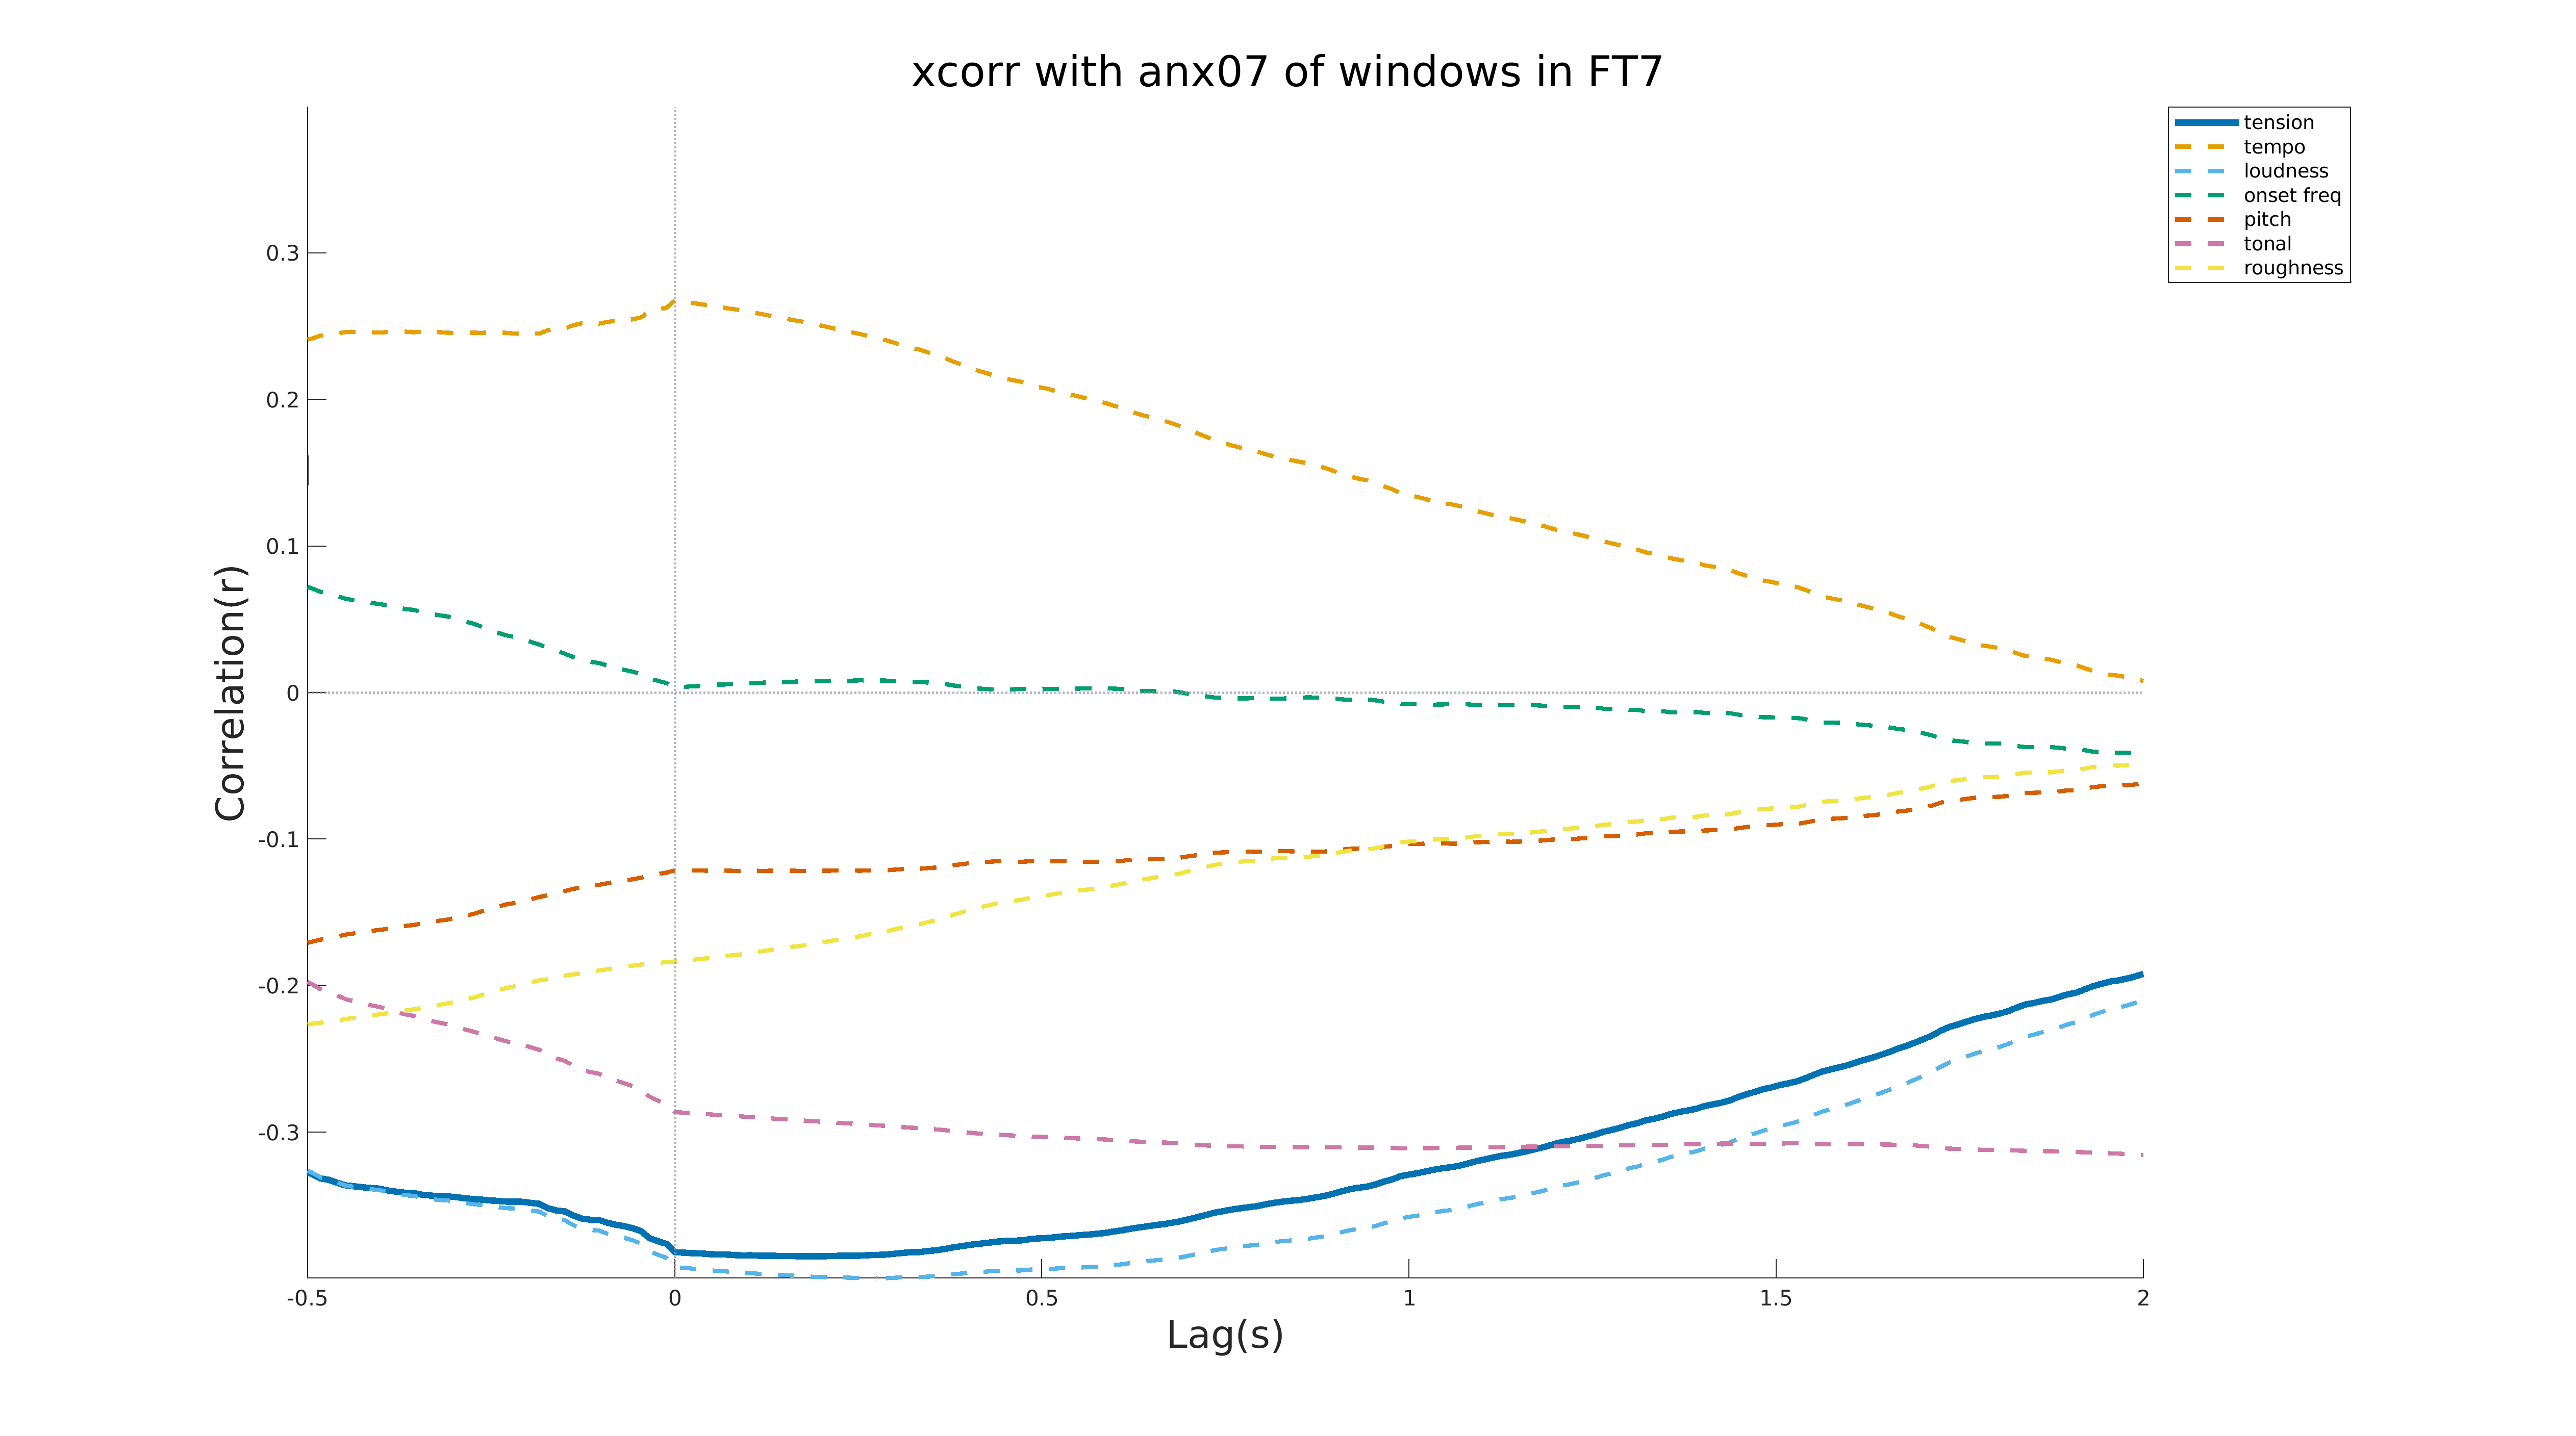 xcorr with anx07 of windows in FT7
tension
tempo
loudness
onset freq
pitch
tonal
roughness
0.3
0.2
0.1
0
-0.1
-0.2
-0.3
Correlation(r)
-0.5
0
0.5
1
1.5
2
Lag(s)